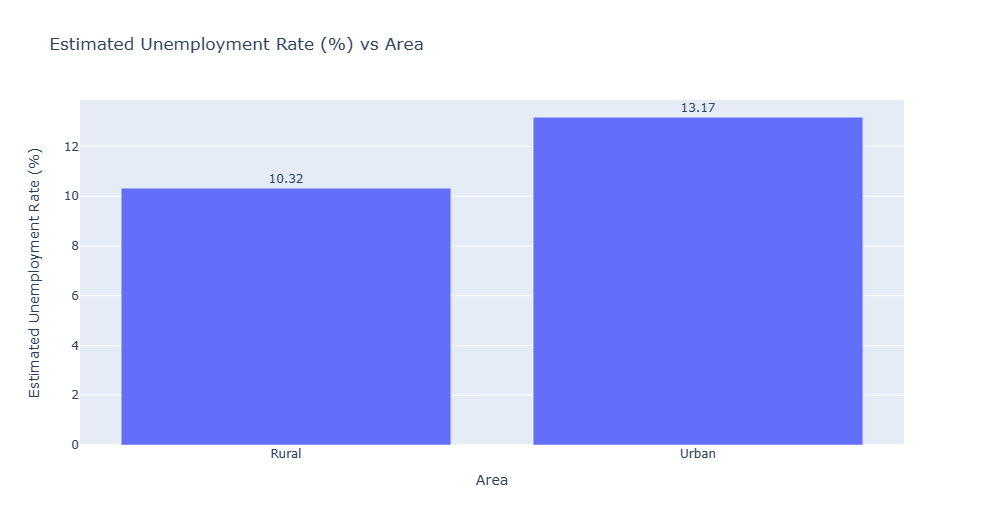 Estimated Unemployment Rate (%) vs Area
Estimated Unemployment Rate (%)
13.17
10.32
12
10
8
6
4
2
0
Rural
Urban
Area